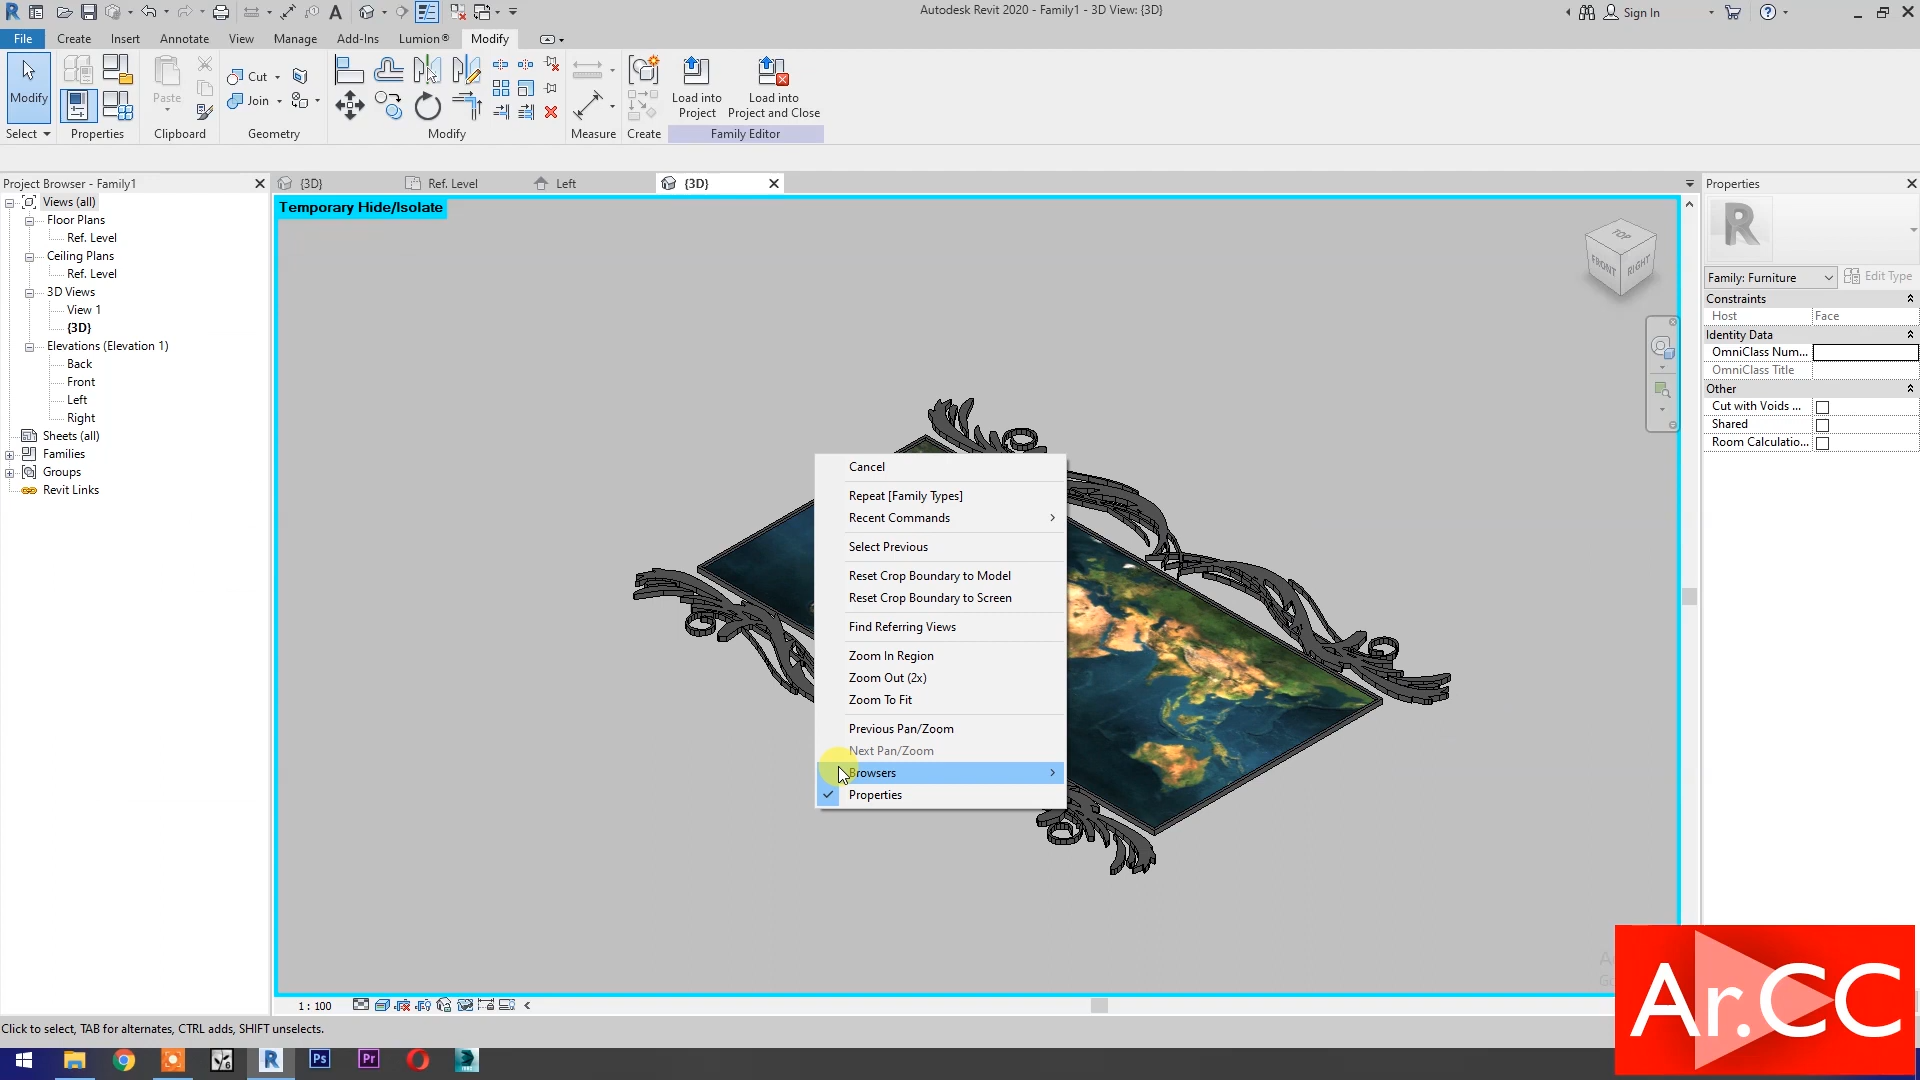 Autodesk Revit 2020 - Family1 - 3D View: {3D}
Sign In
File Create Insert Annotate View Manage Add-Ins Lumion® Modify
Modify
Paste
Cut
Join
Load into Project
Load into Project and Close
Select Properties Clipboard Geometry Modify Measure Create Family Editor
Project Browser - Family1
{3D} Ref. Level Left {3D}
Properties
Views (all)
Floor Plans
Ref. Level
Ceiling Plans
Ref. Level
3D Views
View 1
{3D}
Elevations (Elevation 1)
Back
Front
Left
Right
Sheets (all)
Families
Groups
Revit Links
Temporary Hide/Isolate
TOP
FRONT
RIGHT
Cancel
Repeat [Family Types]
Recent Commands
Select Previous
Reset Crop Boundary to Model
Reset Crop Boundary to Screen
Find Referring Views
Zoom In Region
Zoom Out (2x)
Zoom To Fit
Previous Pan/Zoom
Next Pan/Zoom
Browsers
Properties
Family: Furniture
Edit Type
Constraints
Host Face
Identity Data
OmniClass Num...
OmniClass Title
Other
Cut with Voids ...
Shared
Room Calculatio...
1 : 100
Click to select, TAB for alternates, CTRL adds, SHIFT unselects.
Ar.CC